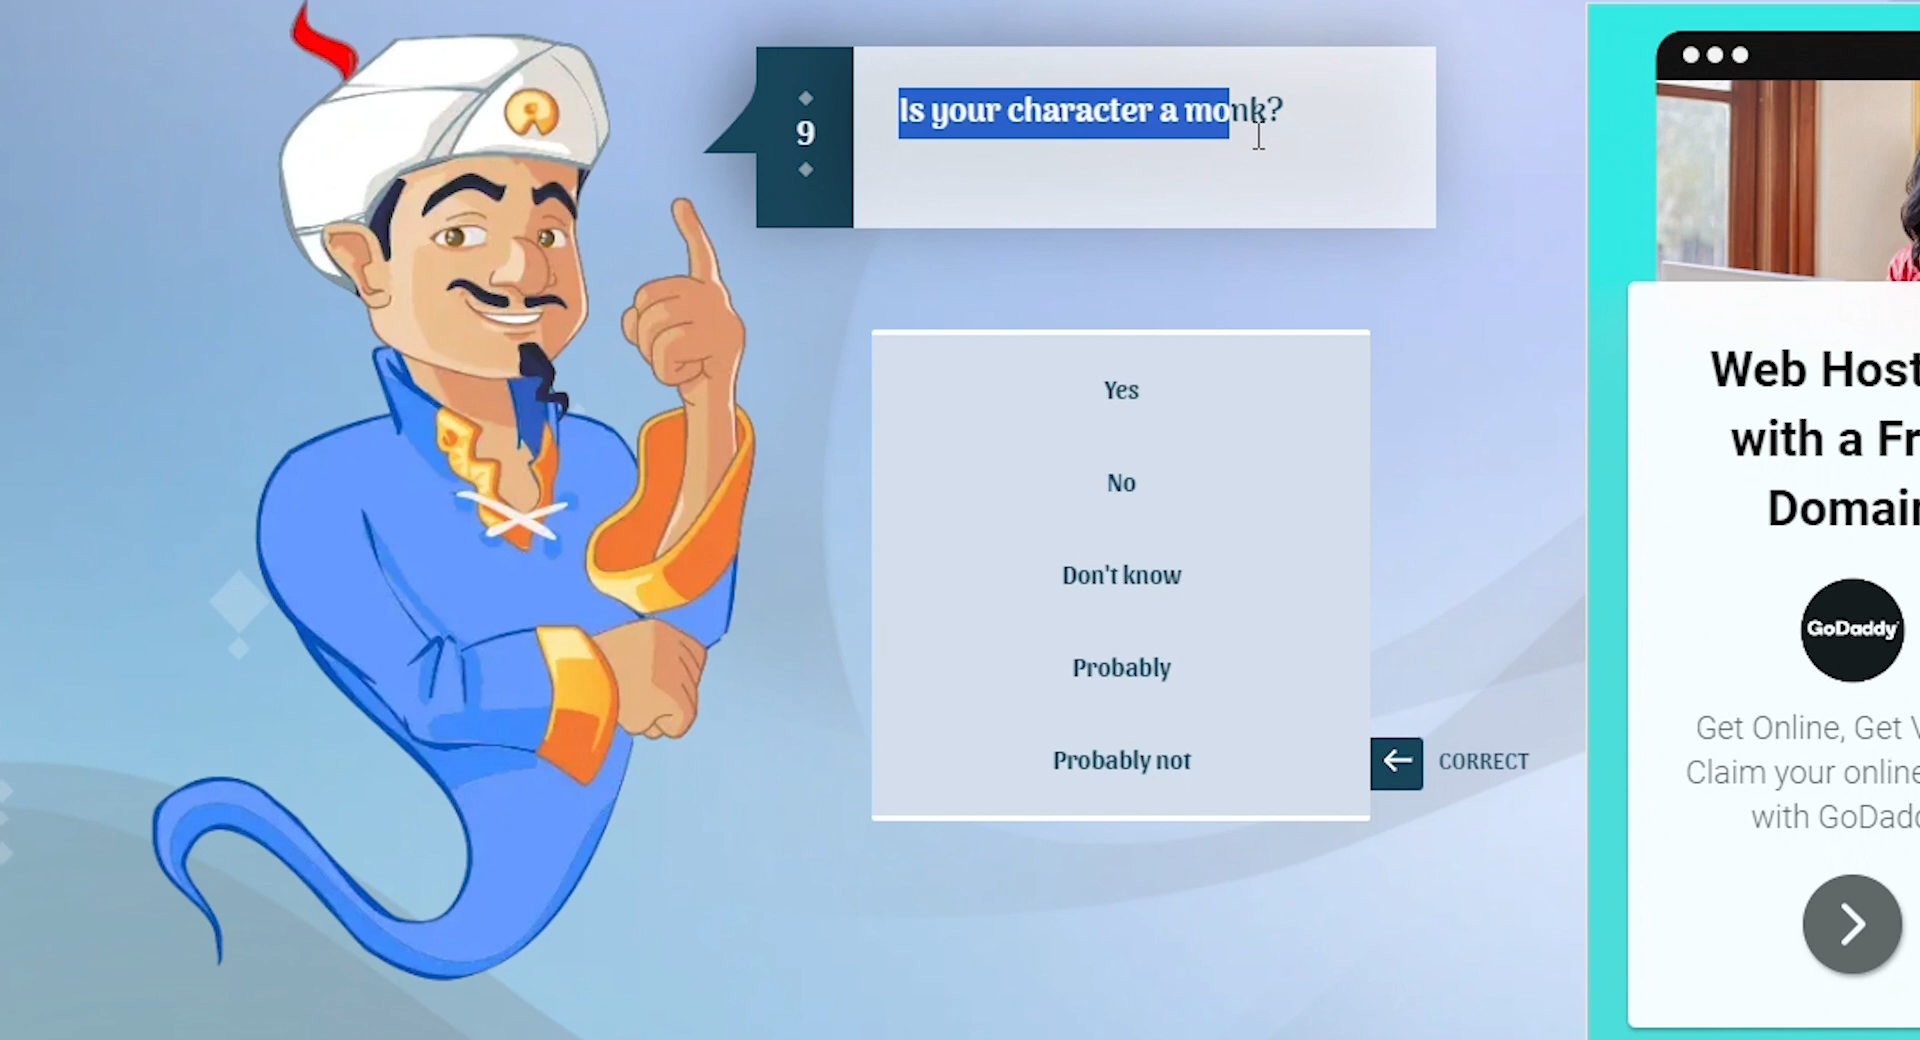 9
Is your character a monk?
Yes
No
Don't know
Probably
Probably not
CORRECT
Web Host
with a Fr
Domain
GoDaddy
Get Online, Get
Claim your online
with GoDadd